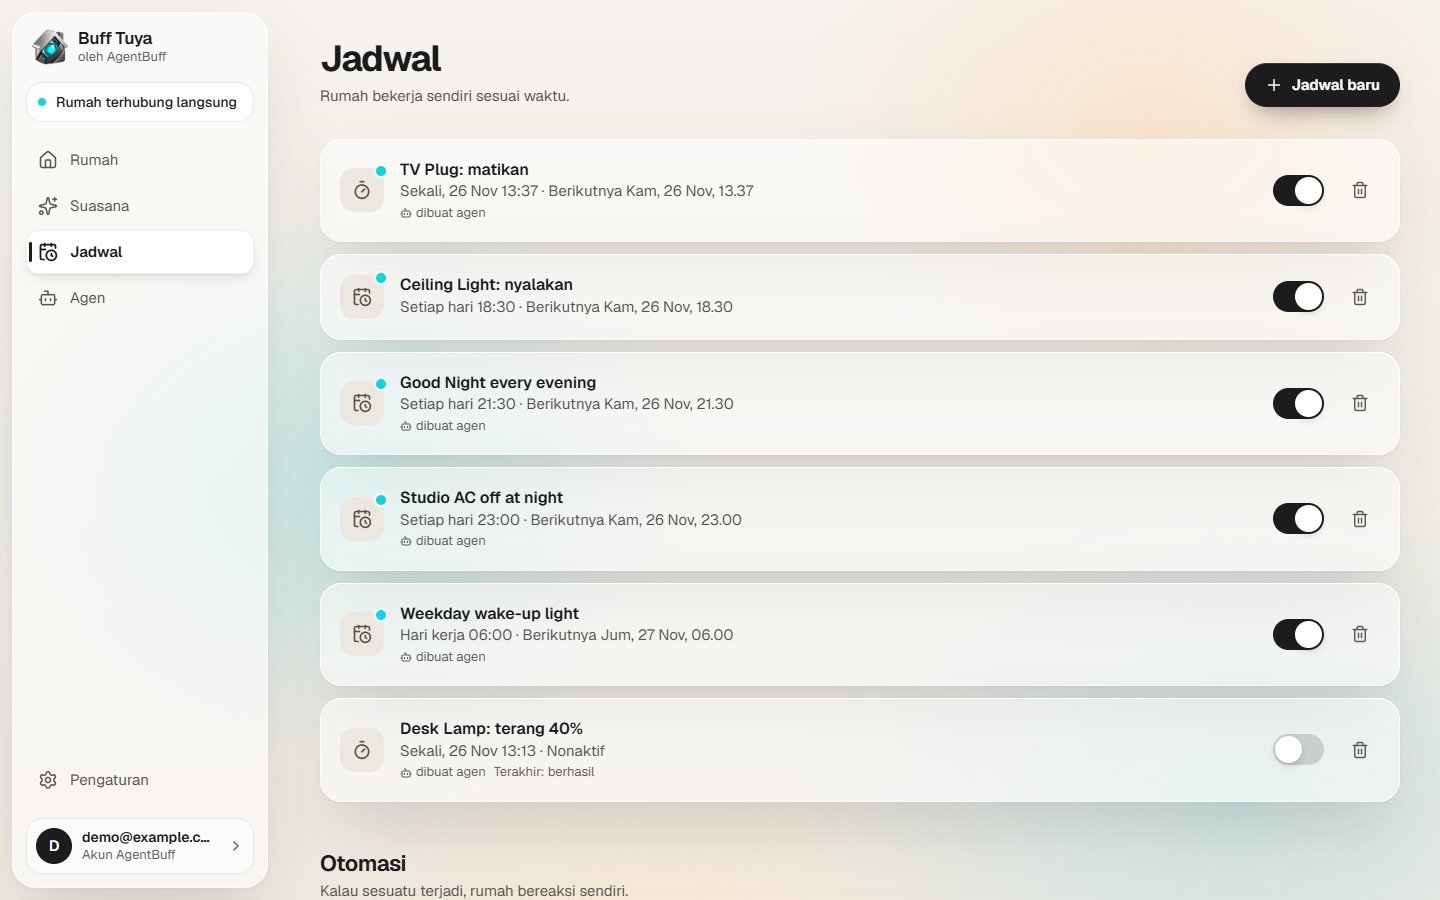 Buff Tuya
oleh AgentBuff
Rumah terhubung langsung
Rumah
Suasana
Jadwal
Agen
Pengaturan
D
demo@example.c...
Akun AgentBuff
Jadwal
Rumah bekerja sendiri sesuai waktu.
Jadwal baru
TV Plug: matikan
Sekali, 26 Nov 13:37 · Berikutnya Kam, 26 Nov, 13.37
dibuat agen
Ceiling Light: nyalakan
Setiap hari 18:30 · Berikutnya Kam, 26 Nov, 18.30
Good Night every evening
Setiap hari 21:30 · Berikutnya Kam, 26 Nov, 21.30
dibuat agen
Studio AC off at night
Setiap hari 23:00 · Berikutnya Kam, 26 Nov, 23.00
dibuat agen
Weekday wake-up light
Hari kerja 06:00 · Berikutnya Jum, 27 Nov, 06.00
dibuat agen
Desk Lamp: terang 40%
Sekali, 26 Nov 13:13 · Nonaktif
dibuat agen Terakhir: berhasil
Otomasi
Kalau sesuatu terjadi, rumah bereaksi sendiri.